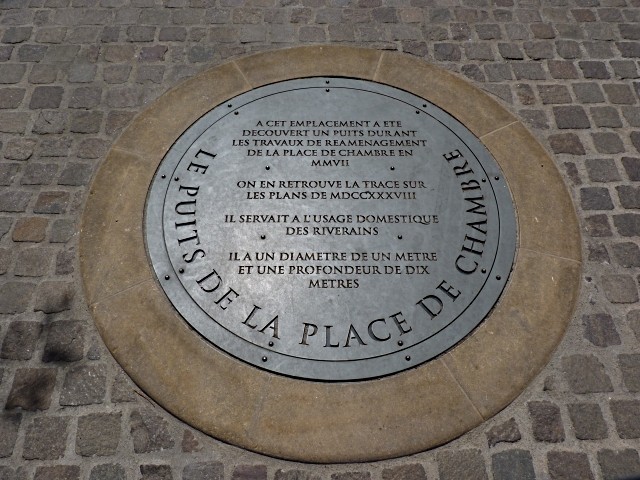 A CET EMPLACEMENT A ETE
DECOUVERT UN PUITS DURANT
LES TRAVAUX DE REAMENAGEMENT
DE LA PLACE DE CHAMBRE EN
MMVII
ON EN RETROUVE LA TRACE SUR
LES PLANS DE MDCCXXXVIII
IL SERVAIT A L'USAGE DOMESTIQUE
DES RIVERAINS
IL A UN DIAMETRE DE UN METRE
ET UNE PROFONDEUR DE DIX
METRES
LE PUITS DE LA PLACE DE CHAMBRE